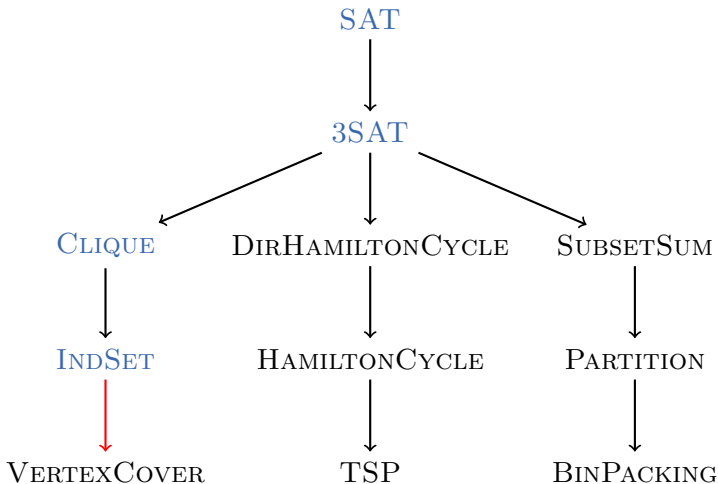 SAT
3SAT
CLIQUE DIRHAMILTONCYCLE SUBSETSUM
INDSET HAMILTONCYCLE PARTITION
VERTEXCOVER TSP BINPACKING